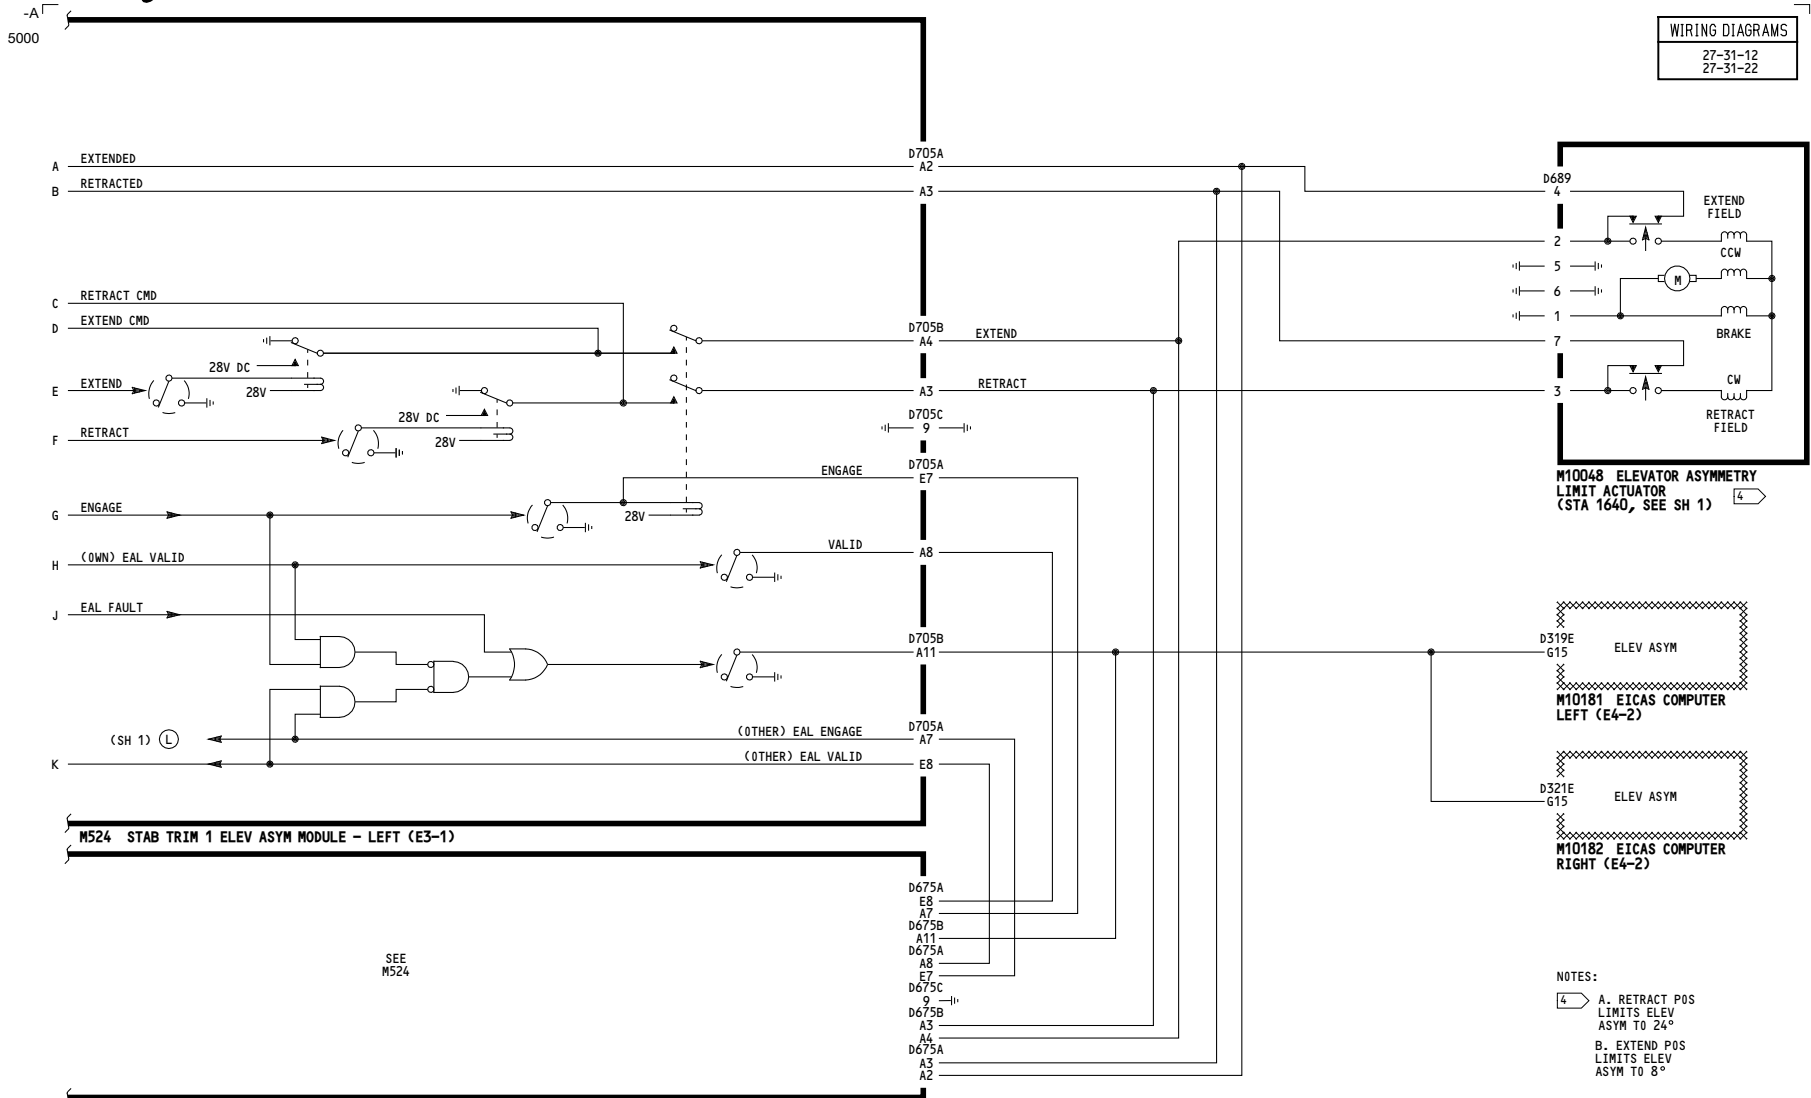 -A
5000
WIRING DIAGRAMS
27-31-12
27-31-22
A EXTENDED
D705A
A2
B RETRACTED
A3
D689
4
EXTEND
FIELD
2
CCW
5
M
6
1
BRAKE
7
3
CW
RETRACT
FIELD
C RETRACT CMD
D EXTEND CMD
D705B
A4 EXTEND
28V DC
E EXTEND
28V
A3 RETRACT
28V DC
D705C
9
F RETRACT
28V
D705A
ENGAGE E7
M10048 ELEVATOR ASYMMETRY
LIMIT ACTUATOR
(STA 1640, SEE SH 1) 4
G ENGAGE
28V
H (OWN) EAL VALID
VALID A8
J EAL FAULT
D705B
A11
D319E
G15
ELEV ASYM
M10181 EICAS COMPUTER
LEFT (E4-2)
(SH 1) L
(OTHER) EAL ENGAGE
D705A
A7
K
(OTHER) EAL VALID
E8
D321E
G15
ELEV ASYM
M10182 EICAS COMPUTER
RIGHT (E4-2)
M524 STAB TRIM 1 ELEV ASYM MODULE - LEFT (E3-1)
SEE
M524
D675A
E8
A7
D675B
A11
D675A
A8
E7
D675C
9
D675B
A3
A4
D675A
A3
A2
NOTES:
4 A. RETRACT POS
LIMITS ELEV
ASYM TO 24°
B. EXTEND POS
LIMITS ELEV
ASYM TO 8°